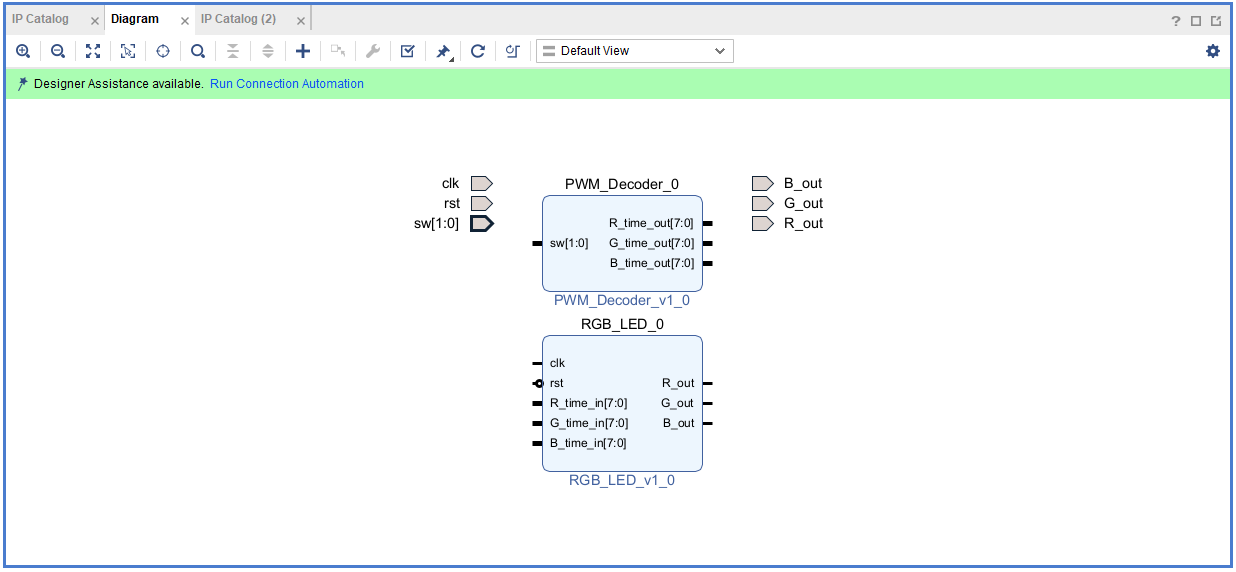 IP Catalog
Diagram
IP Catalog (2)
?
Default View
Designer Assistance available. Run Connection Automation
clk
rst
sw[1:0]
PWM_Decoder_0
sw[1:0]
R_time_out[7:0]
G_time_out[7:0]
B_time_out[7:0]
PWM_Decoder_v1_0
B_out
G_out
R_out
RGB_LED_0
clk
rst
R_time_in[7:0]
G_time_in[7:0]
B_time_in[7:0]
R_out
G_out
B_out
RGB_LED_v1_0